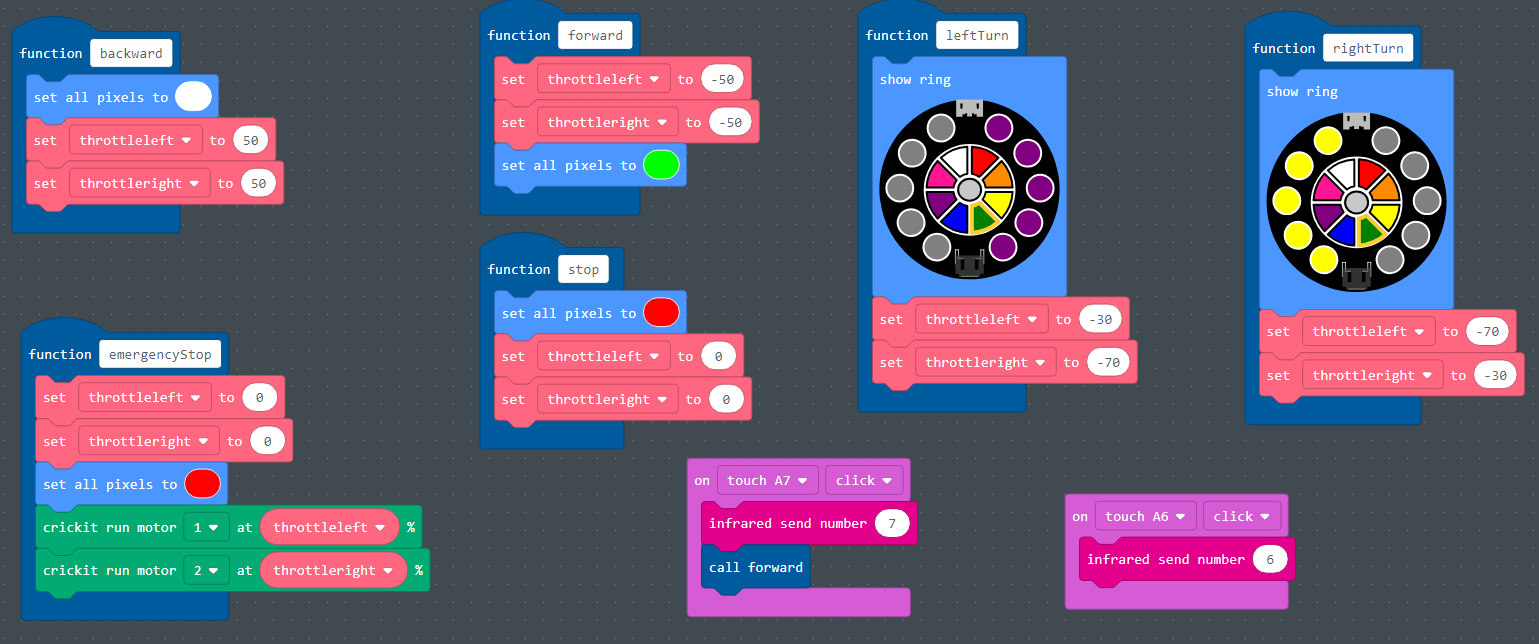 function backward
set all pixels to
set throttleleft to 50
set throttleright to 50
function forward
set throttleleft to -50
set throttleright to -50
set all pixels to
function leftTurn
show ring
set throttleleft to -30
set throttleright to -70
function rightTurn
show ring
set throttleleft to -70
set throttleright to -30
function emergencyStop
set throttleleft to 0
set throttleright to 0
set all pixels to
crickit run motor 1 at throttleleft %
crickit run motor 2 at throttleright %
function stop
set all pixels to
set throttleleft to 0
set throttleright to 0
on touch A7 click
infrared send number 7
call forward
on touch A6 click
infrared send number 6